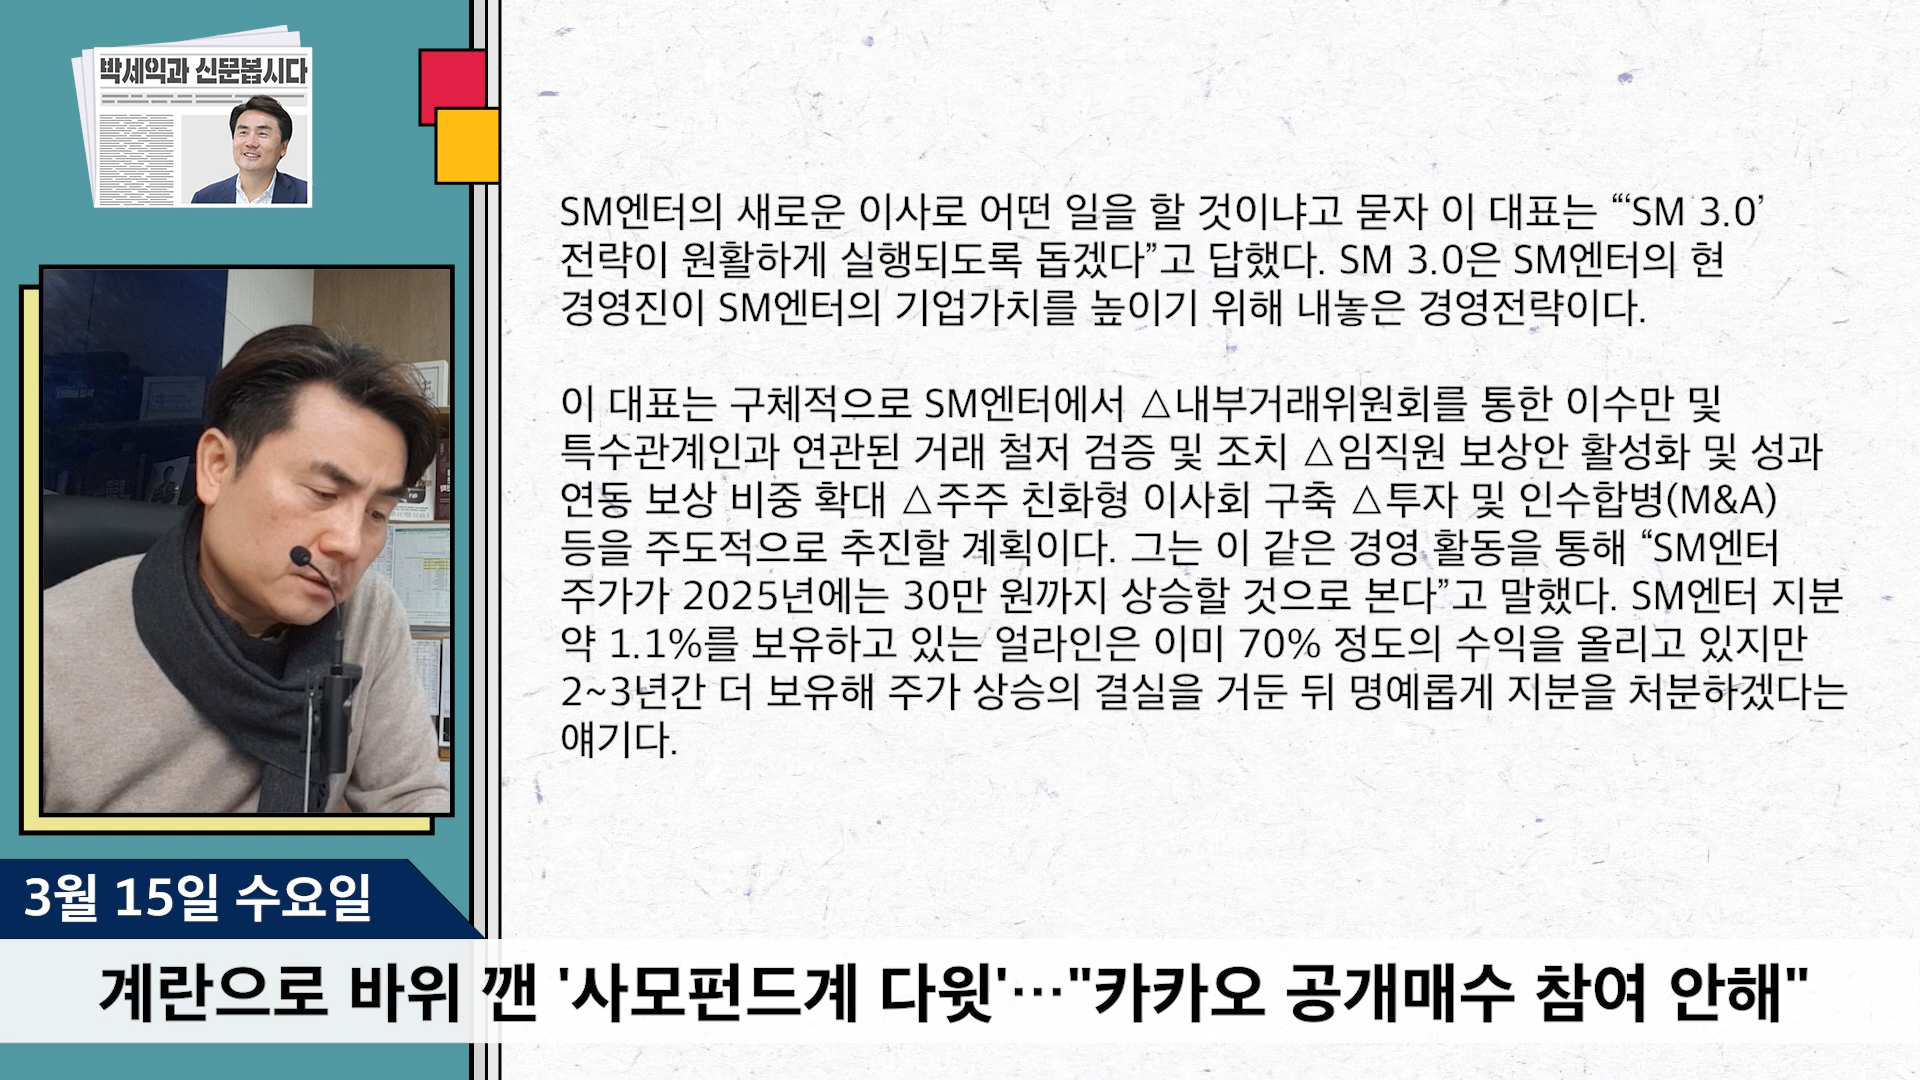 박세익과 신문봅시다
SM엔터의 새로운 이사로 어떤 일을 할 것이냐고 묻자 이 대표는 “‘SM 3.0’
전략이 원활하게 실행되도록 돕겠다”고 답했다. SM 3.0은 SM엔터의 현
경영진이 SM엔터의 기업가치를 높이기 위해 내놓은 경영전략이다.
이 대표는 구체적으로 SM엔터에서 △내부거래위원회를 통한 이수만 및
특수관계인과 연관된 거래 철저 검증 및 조치 △임직원 보상안 활성화 및 성과
연동 보상 비중 확대 △주주 친화형 이사회 구축 △투자 및 인수합병(M&A)
등을 주도적으로 추진할 계획이다. 그는 이 같은 경영 활동을 통해 “SM엔터
주가가 2025년에는 30만 원까지 상승할 것으로 본다”고 말했다. SM엔터 지분
약 1.1%를 보유하고 있는 얼라인은 이미 70% 정도의 수익을 올리고 있지만
2~3년간 더 보유해 주가 상승의 결실을 거둔 뒤 명예롭게 지분을 처분하겠다는
얘기다.
3월 15일 수요일
계란으로 바위 깬 '사모펀드계 다윗'…"카카오 공개매수 참여 안해"